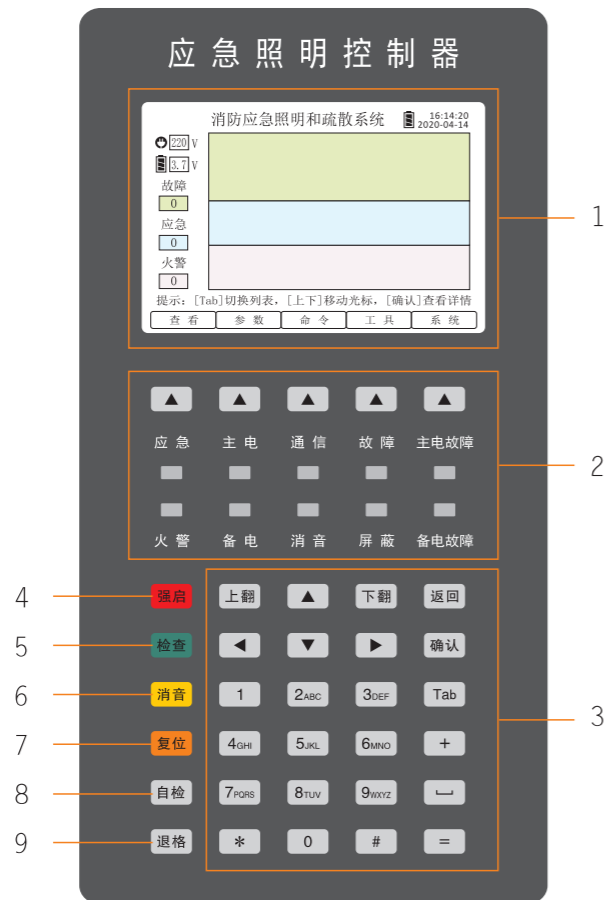 应急照明控制器
消防应急照明和疏散系统 16:14:20
2020-04-14
220 V
3.7 V
故障
0
应急
0
火警
0
提示：[Tab]切换列表，[上下]移动光标，[确认]查看详情
查看 参数 命令 工具 系统
1
应急 主电 通信 故障 主电故障
2
火警 备电 消音 屏蔽 备电故障
4 强启 上翻 ▲ 下翻 返回
5 检查 ◀ ▼ ▶ 确认
6 消音 1 2ABC 3DEF Tab
3
7 复位 4GHI 5JKL 6MNO +
8 自检 7PQRS 8TUV 9WXYZ ⎵
9 退格 * 0 # =